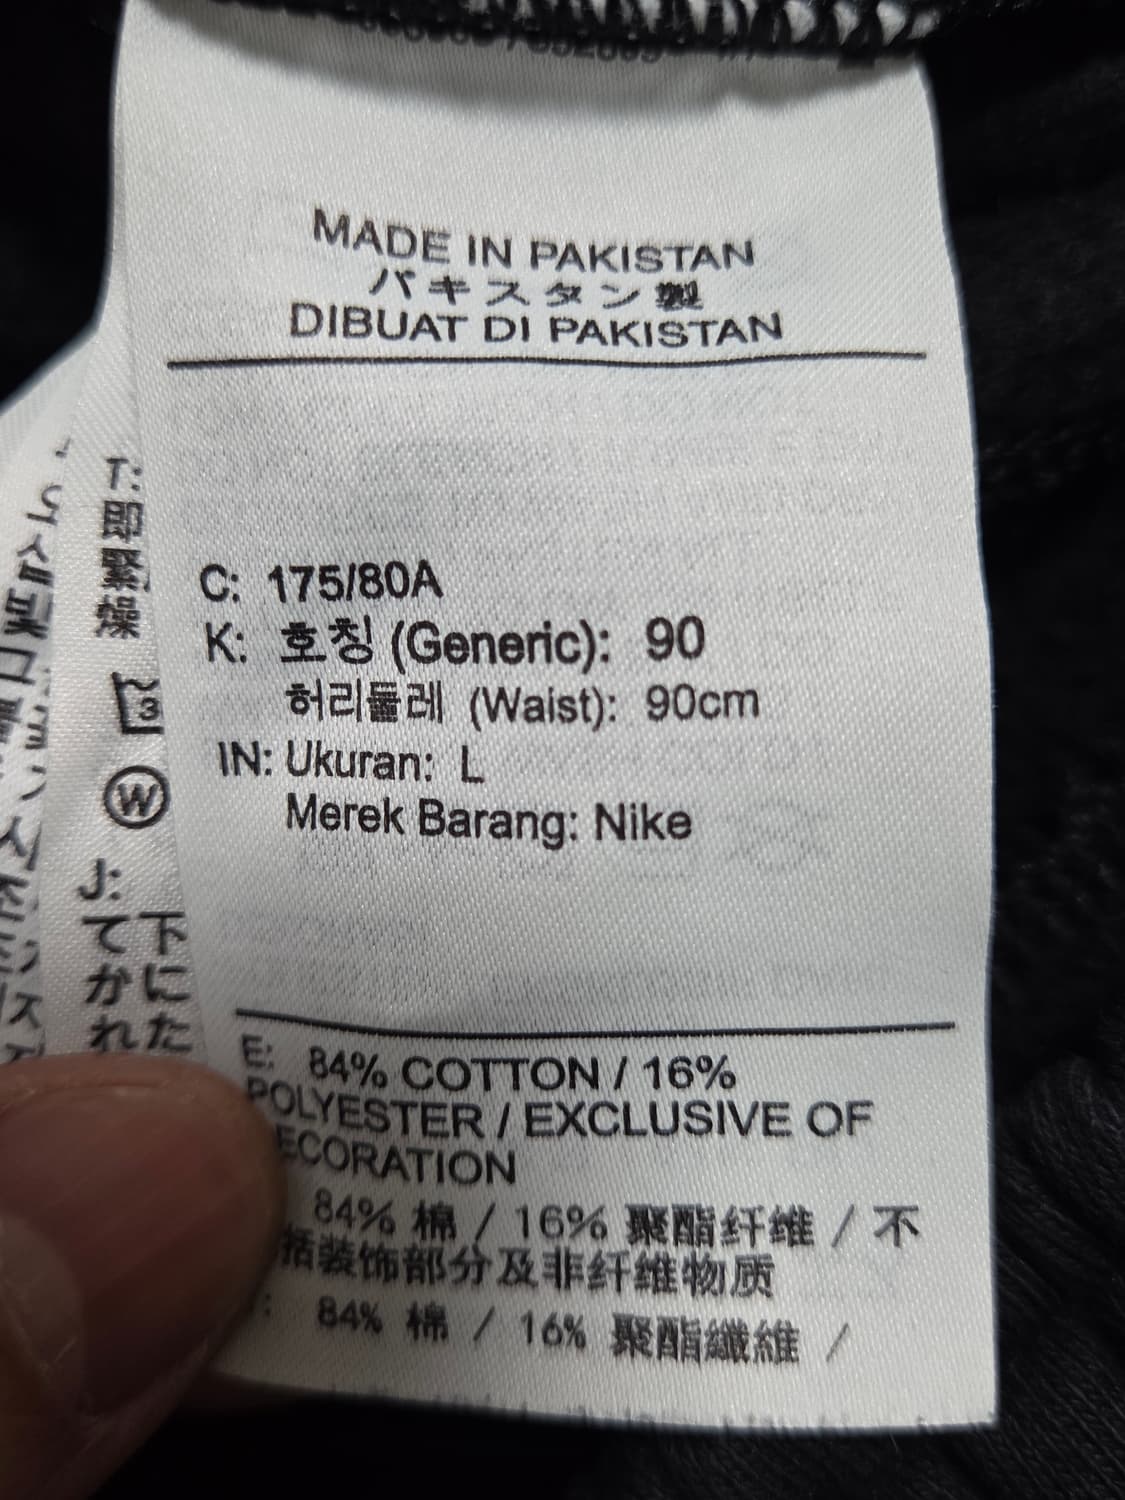 MADE IN PAKISTAN
パキスタン製
DIBUAT DI PAKISTAN
C: 175/80A
K: 호칭 (Generic): 90
허리둘레 (Waist): 90cm
IN: Ukuran: L
Merek Barang: Nike
E: 84% COTTON / 16%
POLYESTER / EXCLUSIVE OF
ECORATION
84% 棉 / 16% 聚酯纤维 / 不
括装饰部分及非纤维物质
: 84% 棉 / 16% 聚酯纖維 /
T:
即
緊
燥
3
W
J:
て下
かに
れた